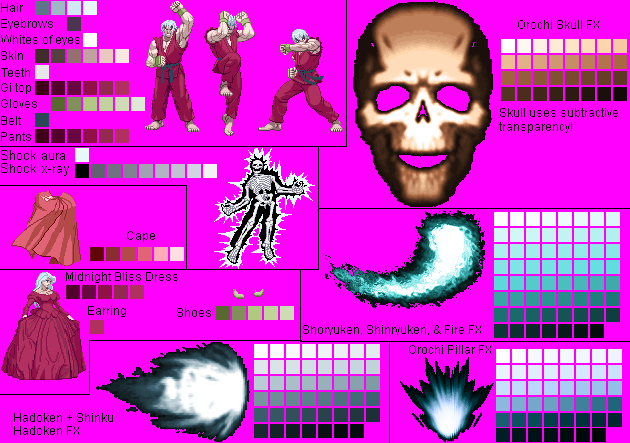 Hair
Eyebrows
Whites of eyes
Skin
Teeth
Gi top
Gloves
Belt
Pants
Orochi Skull FX
Skull uses subtractive
transparency!
Shock aura
Shock x-ray
Cape
Midnight Bliss Dress
Earring
Shoes
Shoryuken, Shinryuken, & Fire FX
Orochi Pillar FX
Hadoken + Shinku
Hadoken FX